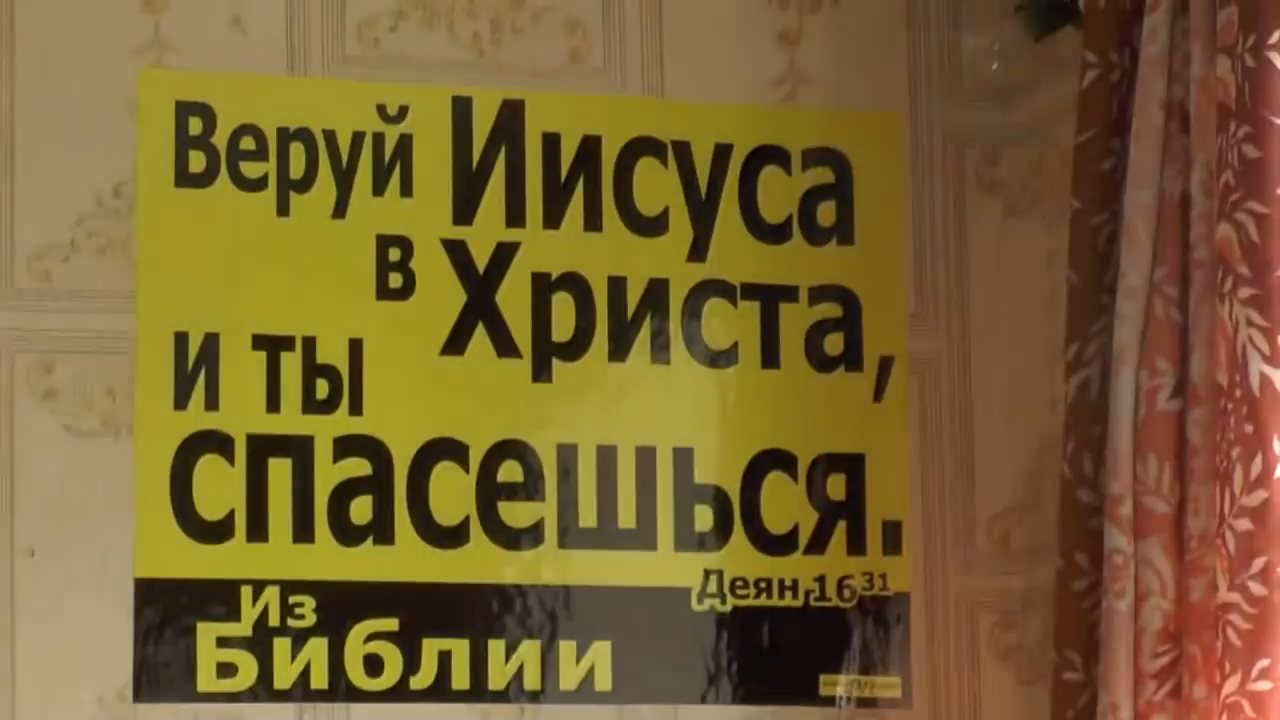 Веруй Иисуса
в Христа,
и ты
спасешься.
Деян 16 31
Из
Библии